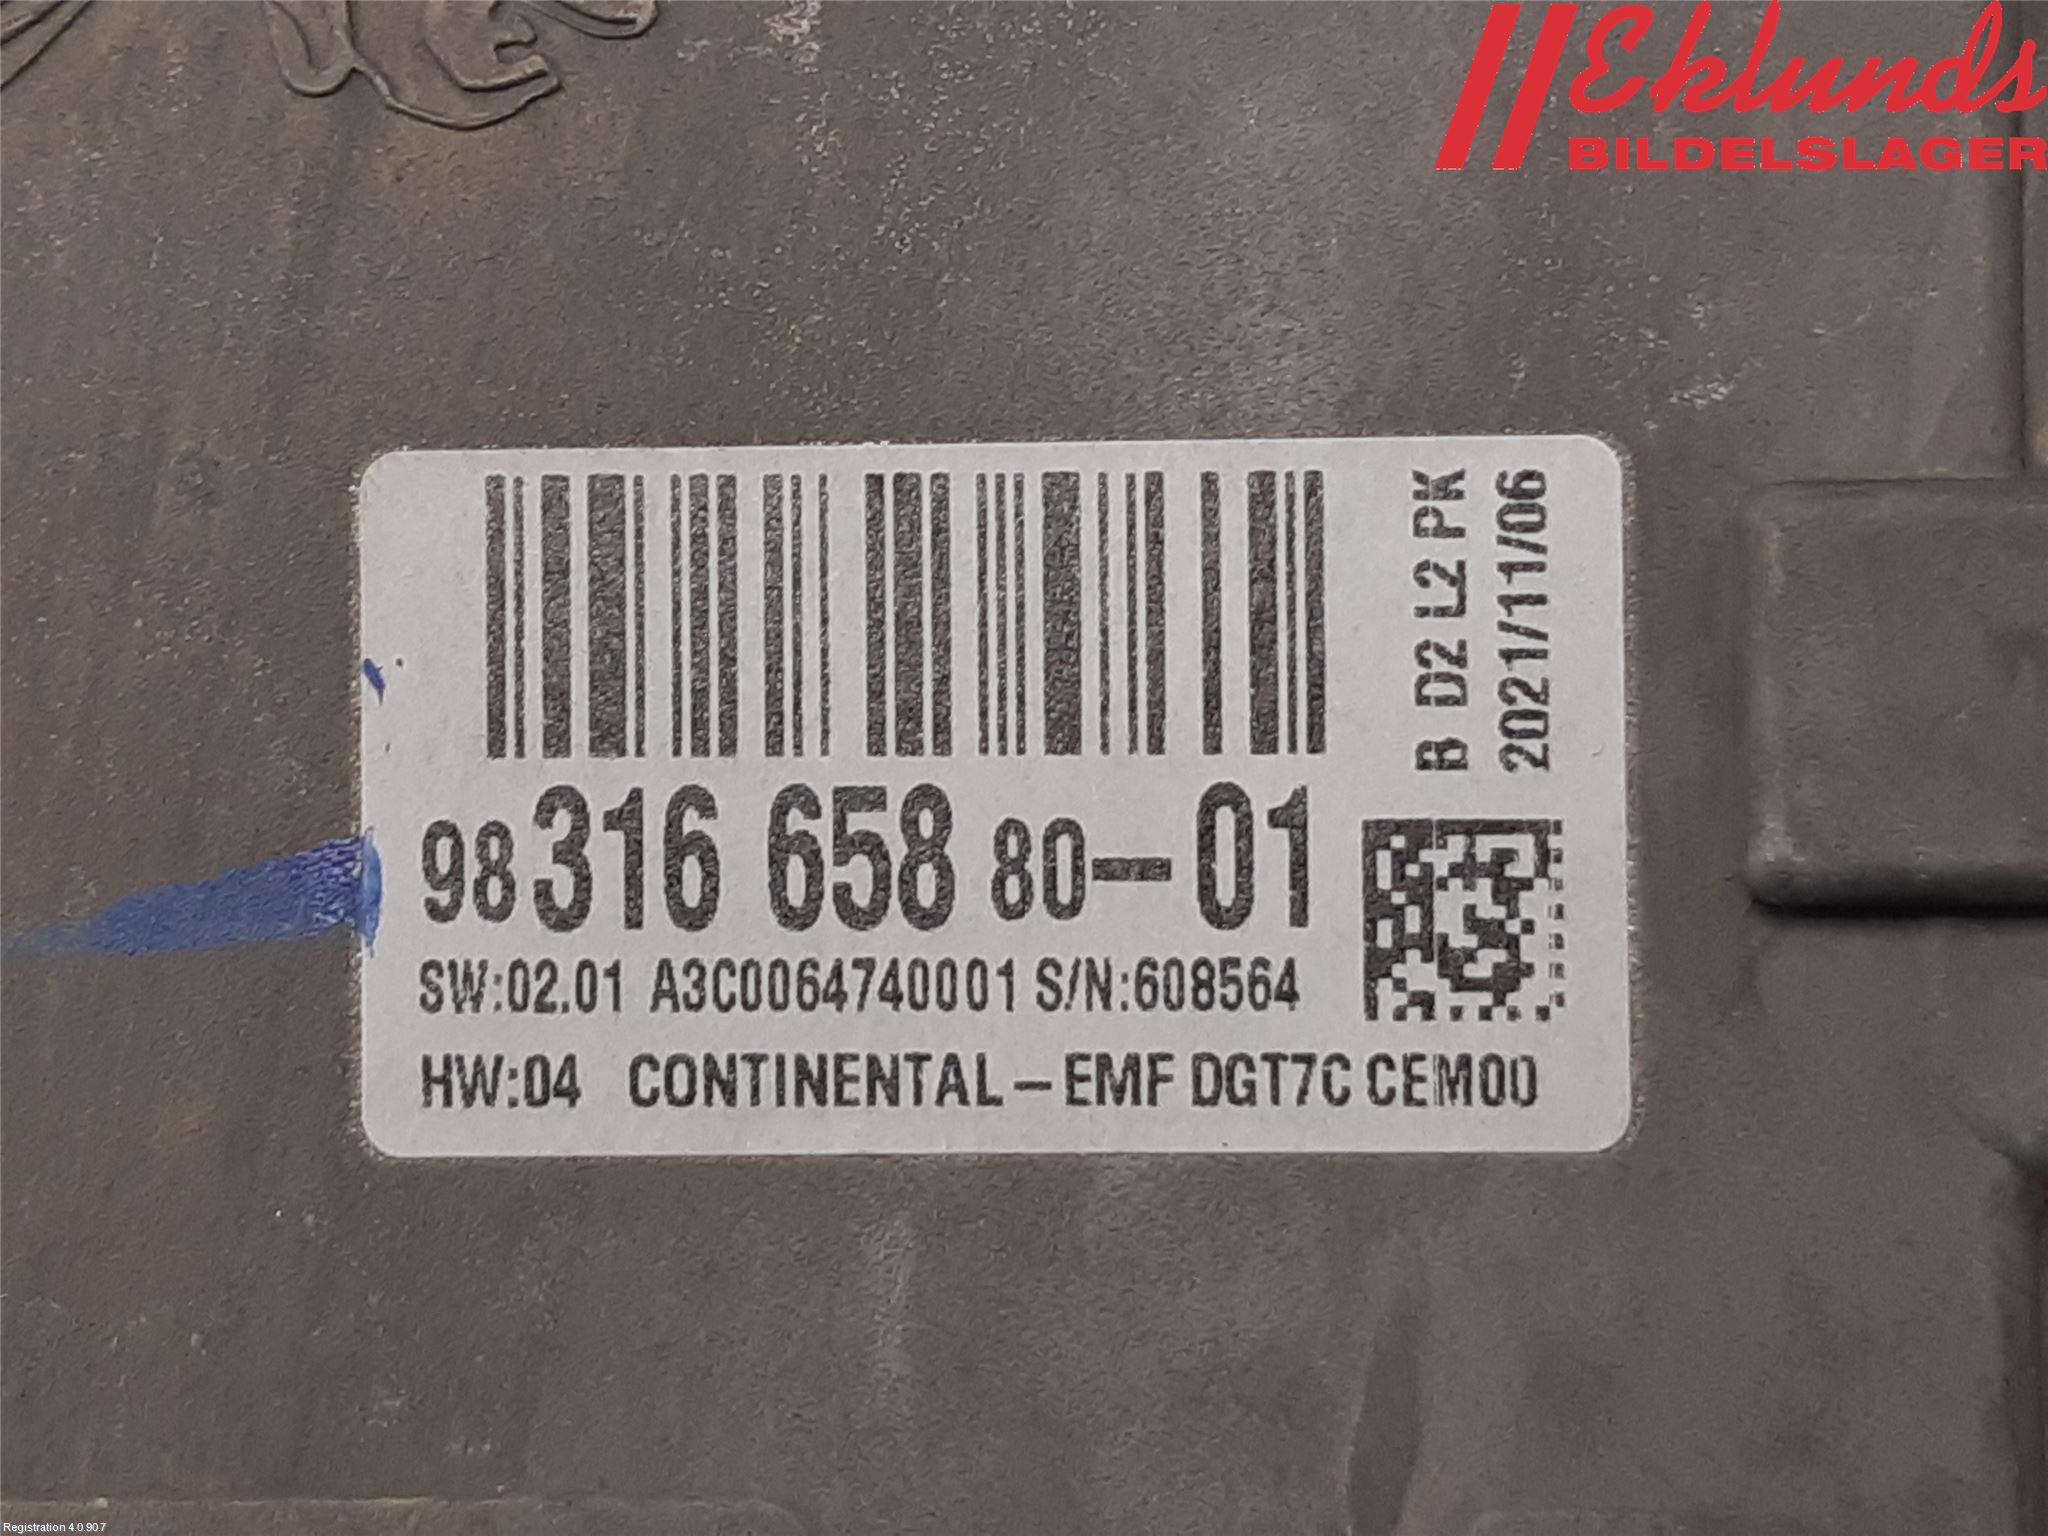 Eklunds
BILDELSLAGER
B D2 L2 PK
2021/11/06
98 316 658 80-01
SW:02.01 A3C0064740001 S/N:608564
HW:04 CONTINENTAL-EMF DGT7C CEM00
Registration 4.0.90.7